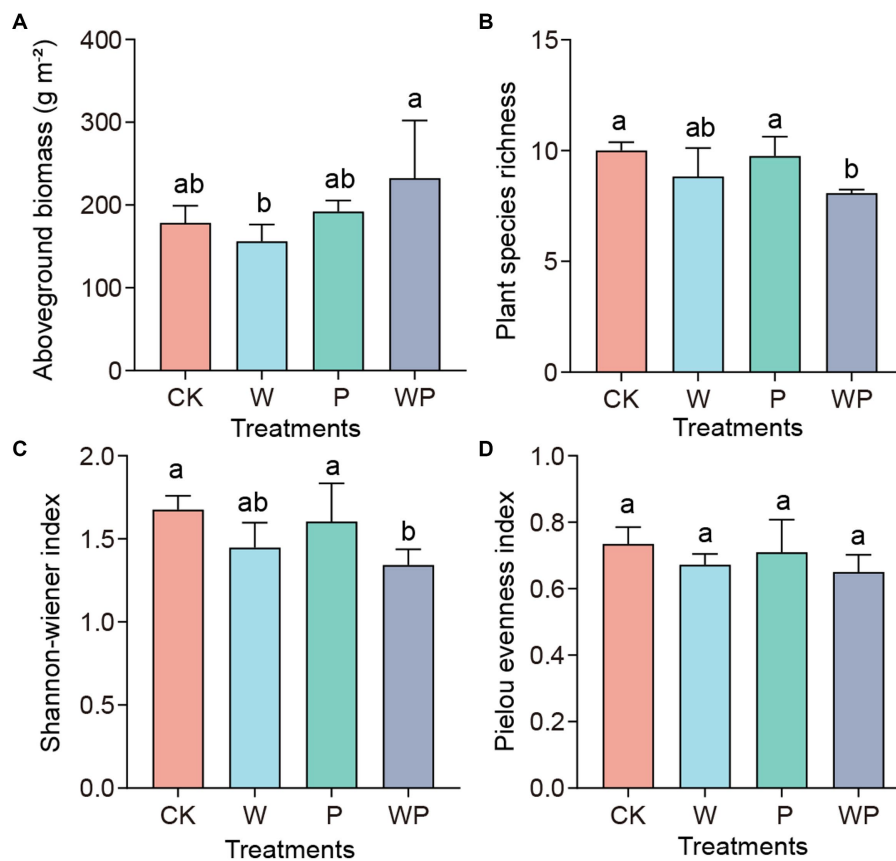 A
Aboveground biomass (g m⁻²)
400
300
200
100
0
ab
b
ab
a
CK W P WP
Treatments
B
Plant species richness
15
10
5
0
a
ab
a
b
CK W P WP
Treatments
C
Shannon-wiener index
2.0
1.5
1.0
0.5
0.0
a
ab
a
b
CK W P WP
Treatments
D
Pielou evenness index
1.0
0.8
0.6
0.4
0.2
0.0
a
a
a
a
CK W P WP
Treatments